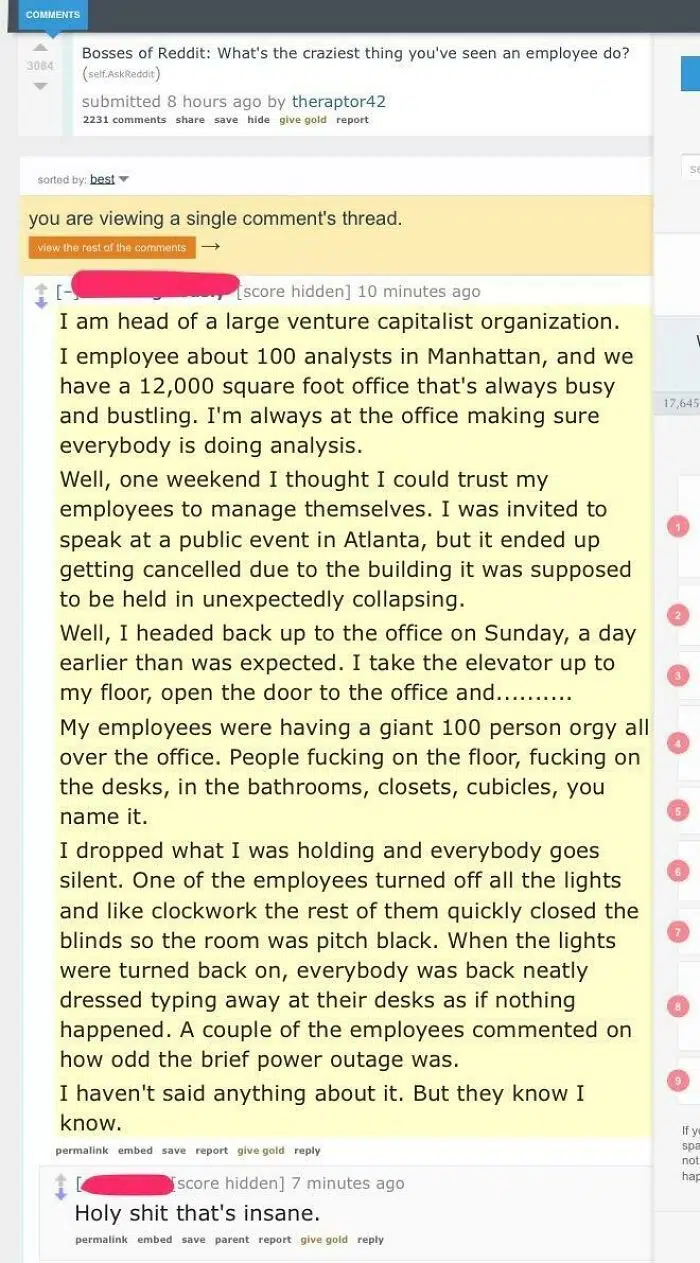 COMMENTS
3084
Bosses of Reddit: What's the craziest thing you've seen an employee do?
(self.AskReddit)
submitted 8 hours ago by theraptor42
2231 comments share save hide give gold report
sorted by: best
you are viewing a single comment's thread.
view the rest of the comments →
[–] [score hidden] 10 minutes ago
I am head of a large venture capitalist organization.
I employee about 100 analysts in Manhattan, and we
have a 12,000 square foot office that's always busy
and bustling. I'm always at the office making sure
everybody is doing analysis.
Well, one weekend I thought I could trust my
employees to manage themselves. I was invited to
speak at a public event in Atlanta, but it ended up
getting cancelled due to the building it was supposed
to be held in unexpectedly collapsing.
Well, I headed back up to the office on Sunday, a day
earlier than was expected. I take the elevator up to
my floor, open the door to the office and..........
My employees were having a giant 100 person orgy all
over the office. People fucking on the floor, fucking on
the desks, in the bathrooms, closets, cubicles, you
name it.
I dropped what I was holding and everybody goes
silent. One of the employees turned off all the lights
and like clockwork the rest of them quickly closed the
blinds so the room was pitch black. When the lights
were turned back on, everybody was back neatly
dressed typing away at their desks as if nothing
happened. A couple of the employees commented on
how odd the brief power outage was.
I haven't said anything about it. But they know I
know.
permalink embed save report give gold reply
[ [score hidden] 7 minutes ago
Holy shit that's insane.
permalink embed save parent report give gold reply
17,645
1
2
3
4
5
6
7
8
9
If y
spa
not
hap